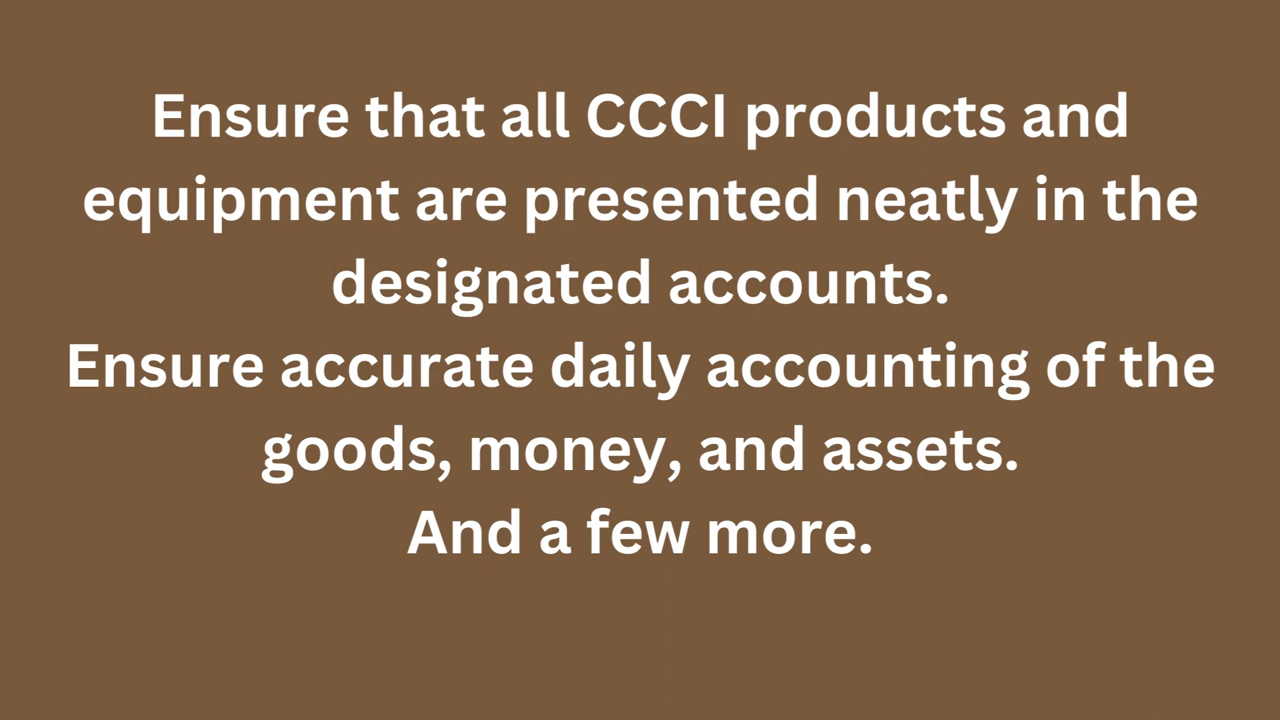 Ensure that all CCCI products and
equipment are presented neatly in the
designated accounts.
Ensure accurate daily accounting of the
goods, money, and assets.
And a few more.